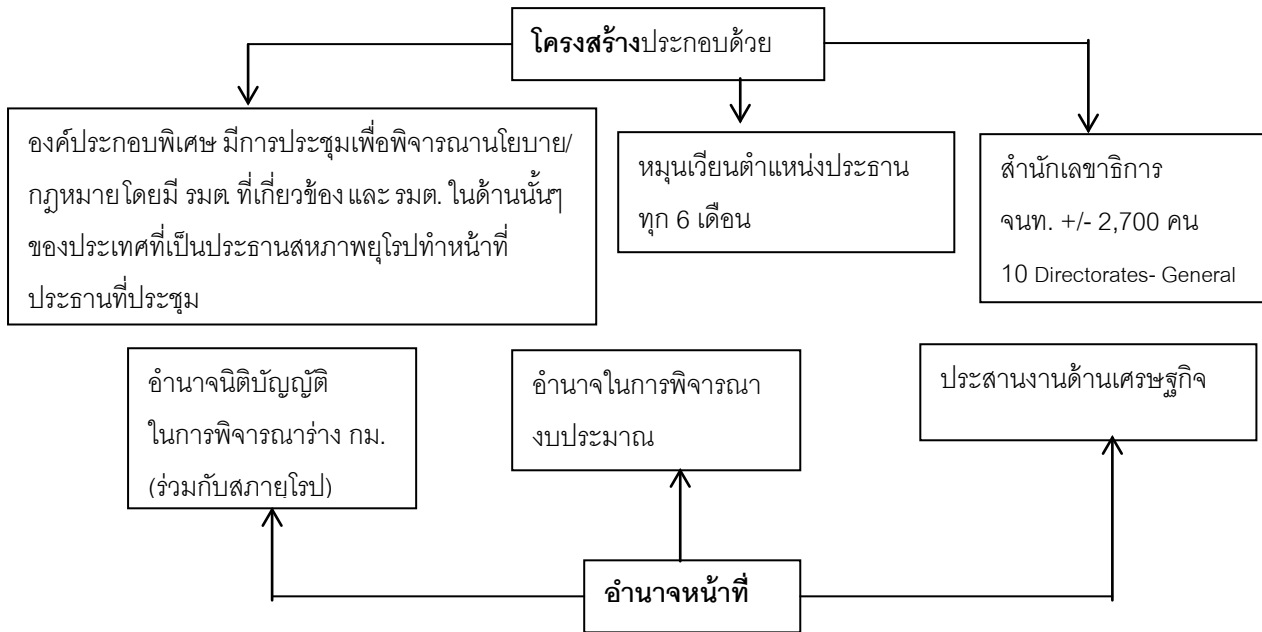 โครงสร้างประกอบด้วย
องค์ประกอบพิเศษ มีการประชุมเพื่อพิจารณานโยบาย/
กฎหมาย โดยมี รมต. ที่เกี่ยวข้อง และ รมต. ในด้านนั้นๆ
ของประเทศที่เป็นประธานสหภาพยุโรปทำหน้าที่
ประธานที่ประชุม
หมุนเวียนตำแหน่งประธาน
ทุก 6 เดือน
สำนักเลขาธิการ
จนท. +/- 2,700 คน
10 Directorates- General
อำนาจนิติบัญญัติ
ในการพิจารณาร่าง กม.
(ร่วมกับสภายุโรป)
อำนาจในการพิจารณา
งบประมาณ
ประสานงานด้านเศรษฐกิจ
อำนาจหน้าที่